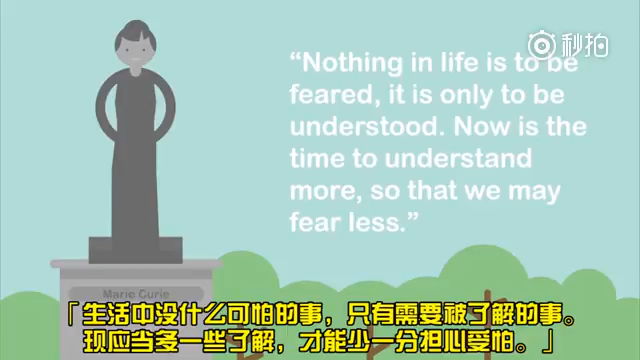 秒拍
“Nothing in life is to be
feared, it is only to be
understood. Now is the
time to understand
more, so that we may
fear less.”
Marie Curie
「生活中没什么可怕的事，只有需要被了解的事。
现应当多一些了解，才能少一分担心受怕。」